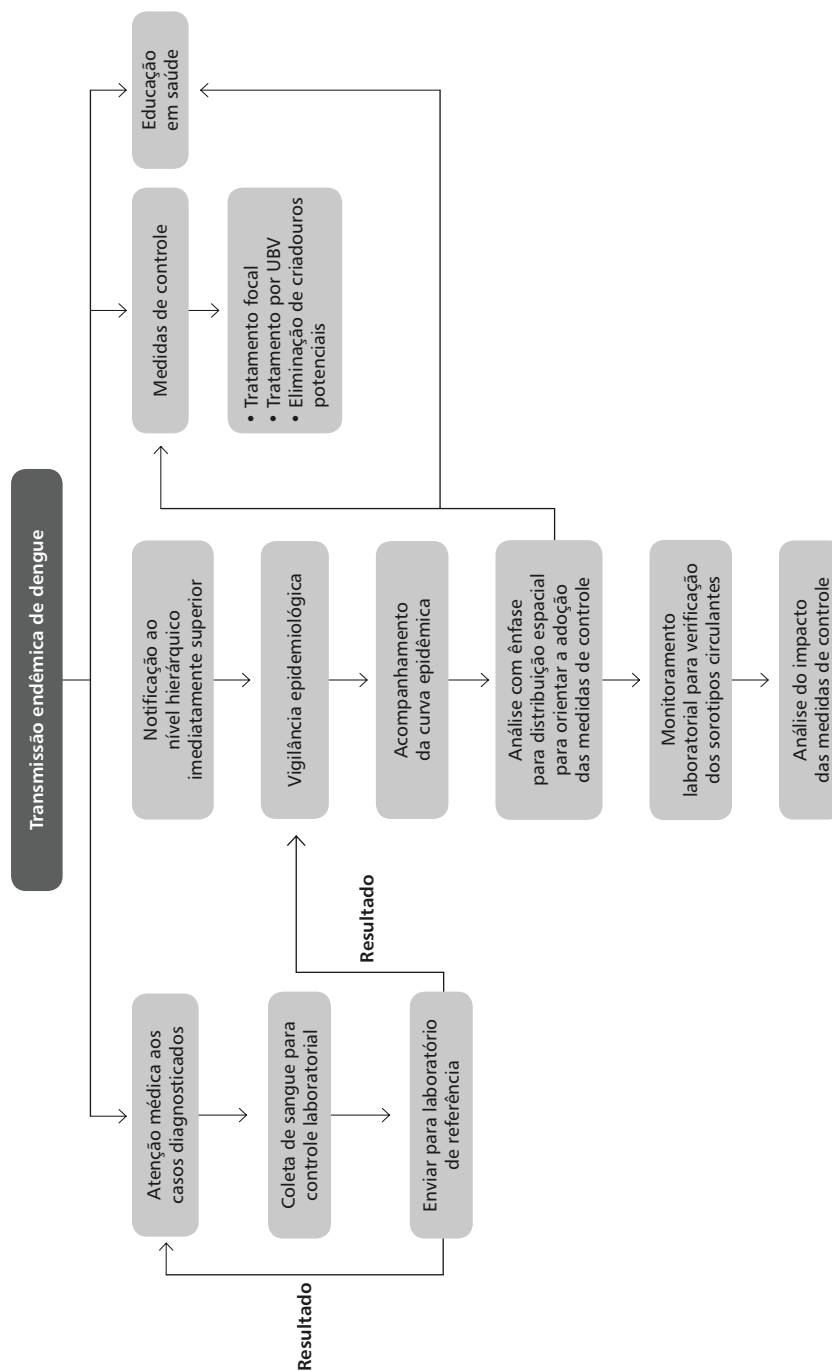 Transmissão endêmica de dengue
Atenção médica aos
casos diagnosticados
Coleta de sangue para
controle laboratorial
Enviar para laboratório
de referência
Resultado
Resultado
Notificação ao
nível hierárquico
imediatamente superior
Vigilância epidemiológica
Acompanhamento
da curva epidêmica
Análise com ênfase
para distribuição espacial
para orientar a adoção
das medidas de controle
Monitoramento
laboratorial para verificação
dos sorotipos circulantes
Análise do impacto
das medidas de controle
Medidas de controle
• Tratamento focal
• Tratamento por UBV
• Eliminação de criadouros
potenciais
Educação
em saúde